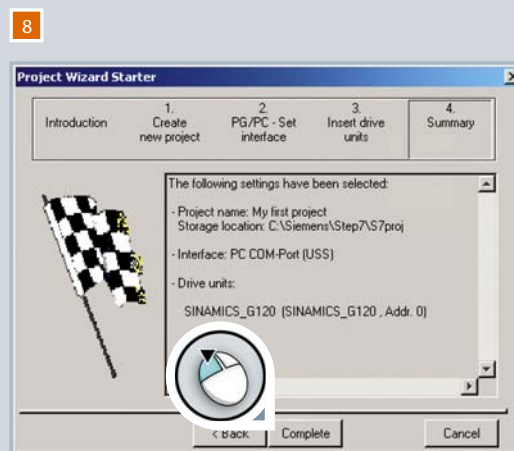 8
Project Wizard Starter
Introduction
1.
Create
new project
2.
PG/PC - Set
interface
3.
Insert drive
units
4.
Summary
The following settings have been selected:
- Project name: My first project
Storage location: C:\Siemens\Step7\S7proj
- Interface: PC COM-Port (USS)
- Drive units:
SINAMICS_G120 (SINAMICS_G120 , Addr. 0)
< Back
Complete
Cancel